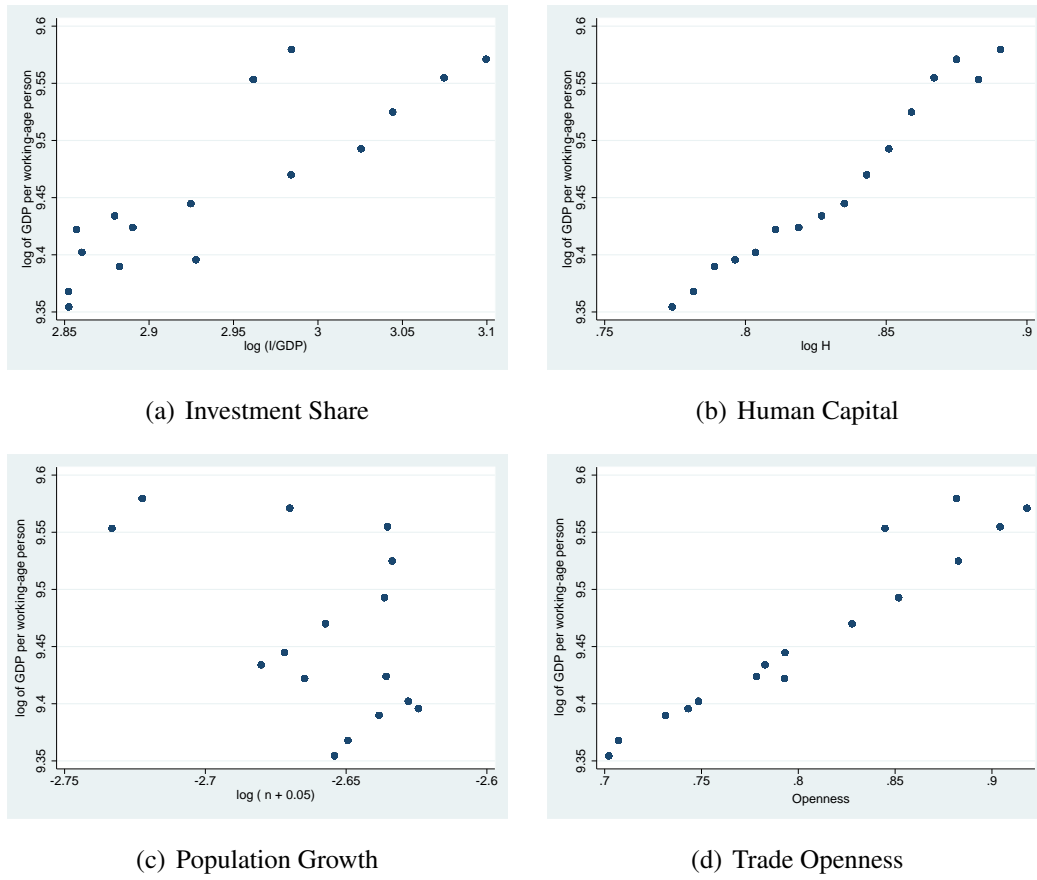 9.6
9.55
9.5
9.45
9.4
9.35
log of GDP per working-age person
2.85 2.9 2.95 3 3.05 3.1
log (I/GDP)
(a) Investment Share
9.6
9.55
9.5
9.45
9.4
9.35
log of GDP per working-age person
.75 .8 .85 .9
log H
(b) Human Capital
9.6
9.55
9.5
9.45
9.4
9.35
log of GDP per working-age person
-2.75 -2.7 -2.65 -2.6
log ( n + 0.05)
(c) Population Growth
9.6
9.55
9.5
9.45
9.4
9.35
log of GDP per working-age person
.7 .75 .8 .85 .9
Openness
(d) Trade Openness